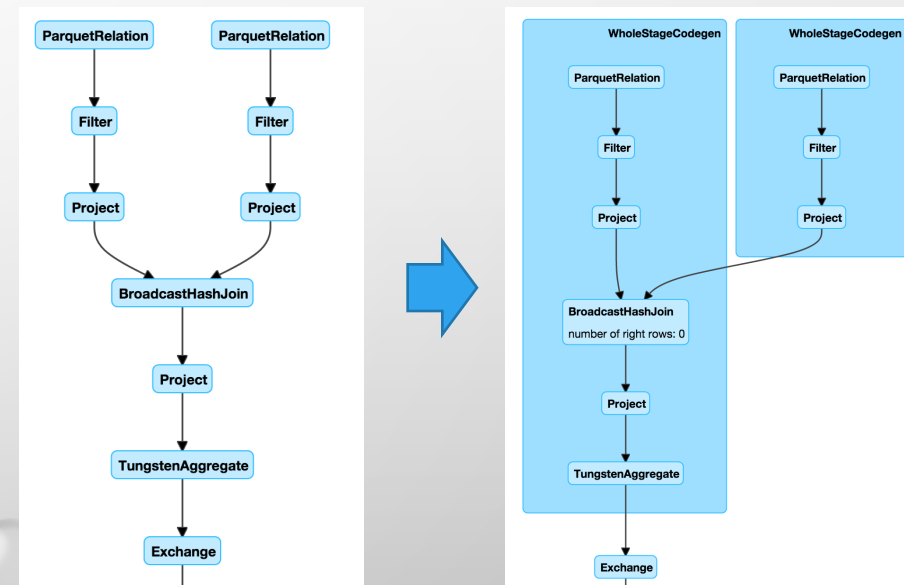 ParquetRelation
ParquetRelation
Filter
Filter
Project
Project
BroadcastHashJoin
Project
TungstenAggregate
Exchange
WholeStageCodegen
WholeStageCodegen
ParquetRelation
ParquetRelation
Filter
Filter
Project
Project
BroadcastHashJoin
number of right rows: 0
Project
TungstenAggregate
Exchange